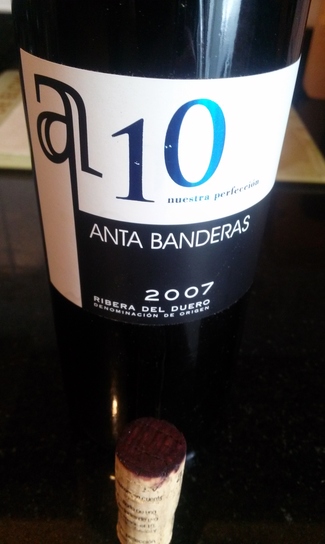 a 10
nuestra perfección
ANTA BANDERAS
2007
RIBERA DEL DUERO
DENOMINACIÓN DE ORIGEN